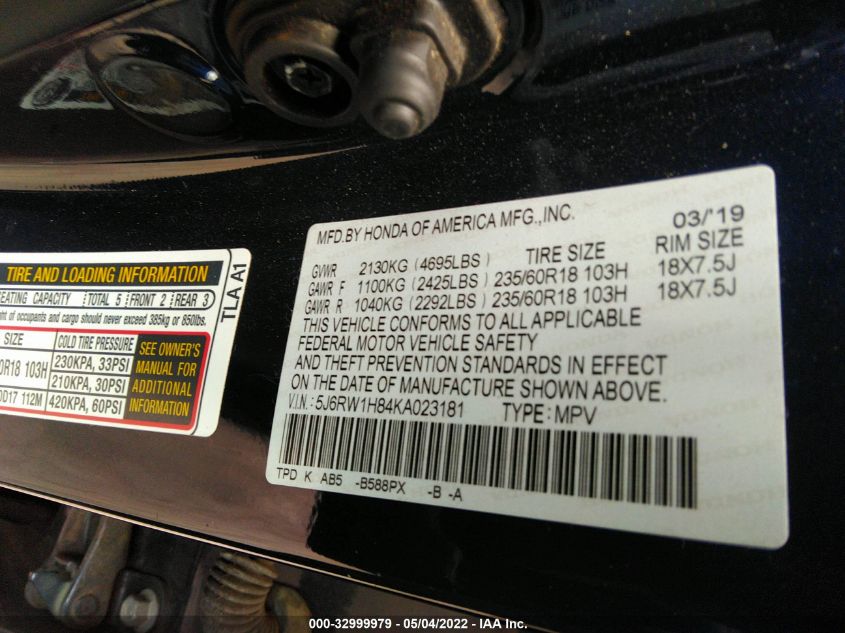 MFD.BY HONDA OF AMERICA MFG.,INC. 03/'19
GVWR 2130KG (4695LBS) TIRE SIZE RIM SIZE
GAWR F 1100KG (2425LBS) 235/60R18 103H 18X7.5J
GAWR R 1040KG (2292LBS) 235/60R18 103H 18X7.5J
THIS VEHICLE CONFORMS TO ALL APPLICABLE
FEDERAL MOTOR VEHICLE SAFETY
AND THEFT PREVENTION STANDARDS IN EFFECT
ON THE DATE OF MANUFACTURE SHOWN ABOVE.
V.I.N.: 5J6RW1H84KA023181 TYPE: MPV
TPD K AB5 -B588PX -B -A
TIRE AND LOADING INFORMATION
CAPACITY TOTAL 5 FRONT 2 REAR 3
of occupants and cargo should never exceed 385kg or 850lbs.
SIZE COLD TIRE PRESSURE
R18 103H 230KPA, 33PSI
210KPA, 30PSI
D17 112M 420KPA, 60PSI
SEE OWNER'S
MANUAL FOR
ADDITIONAL
INFORMATION
TLA A1
000-32999979 - 05/04/2022 - IAA Inc.